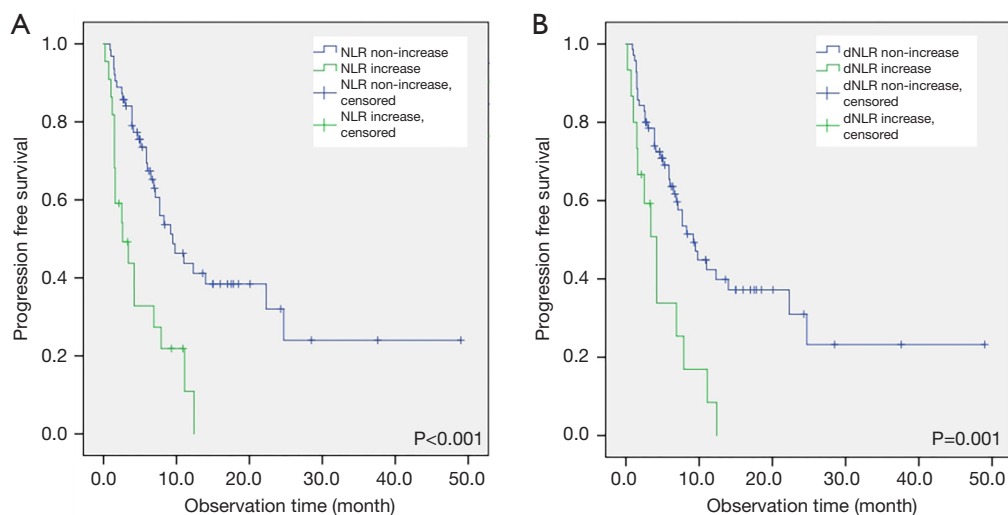 A
NLR non-increase
NLR increase
NLR non-increase,
censored
NLR increase,
censored
Progression free survival
1.0
0.8
0.6
0.4
0.2
0.0
P<0.001
0.0 10.0 20.0 30.0 40.0 50.0
Observation time (month)
B
dNLR non-increase
dNLR increase
dNLR non-increase,
censored
dNLR increase,
censored
Progression free survival
1.0
0.8
0.6
0.4
0.2
0.0
P=0.001
0.0 10.0 20.0 30.0 40.0 50.0
Observation time (month)